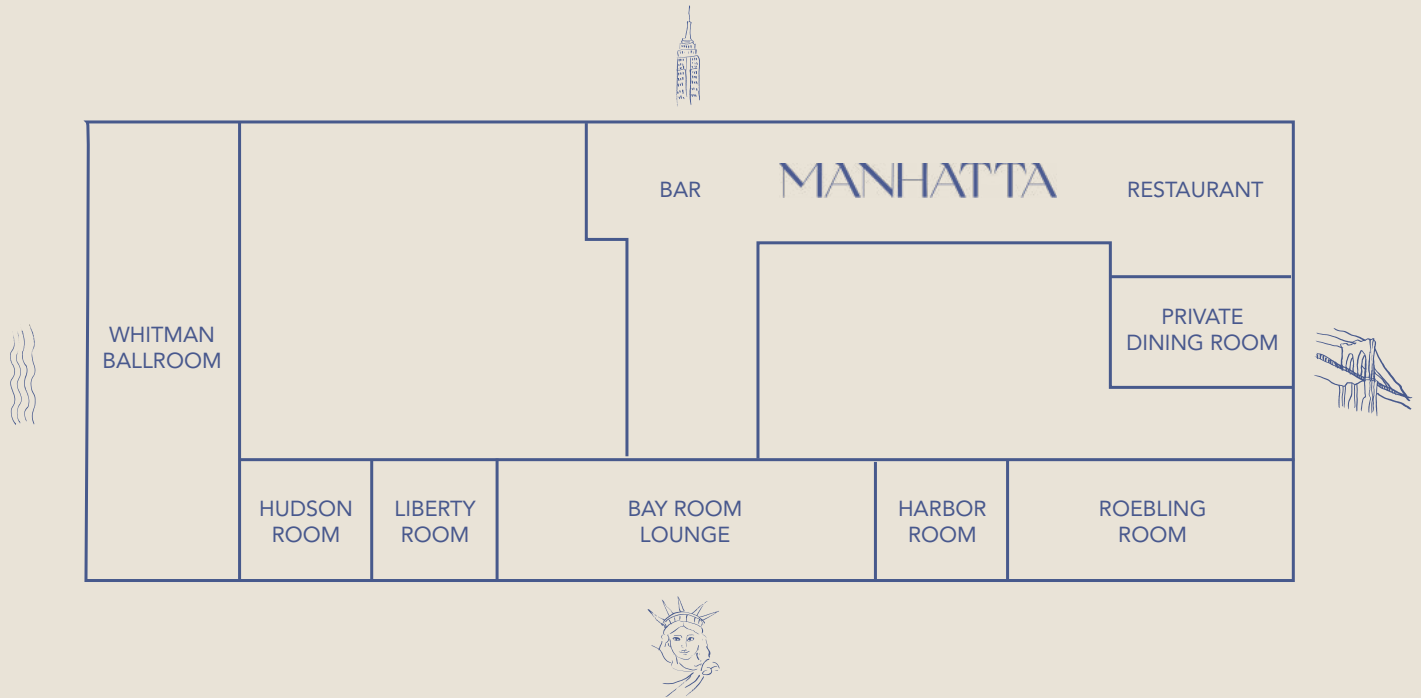 BAR
MANHATTA
RESTAURANT
WHITMAN
BALLROOM
PRIVATE
DINING ROOM
HUDSON
ROOM
LIBERTY
ROOM
BAY ROOM
LOUNGE
HARBOR
ROOM
ROEBLING
ROOM